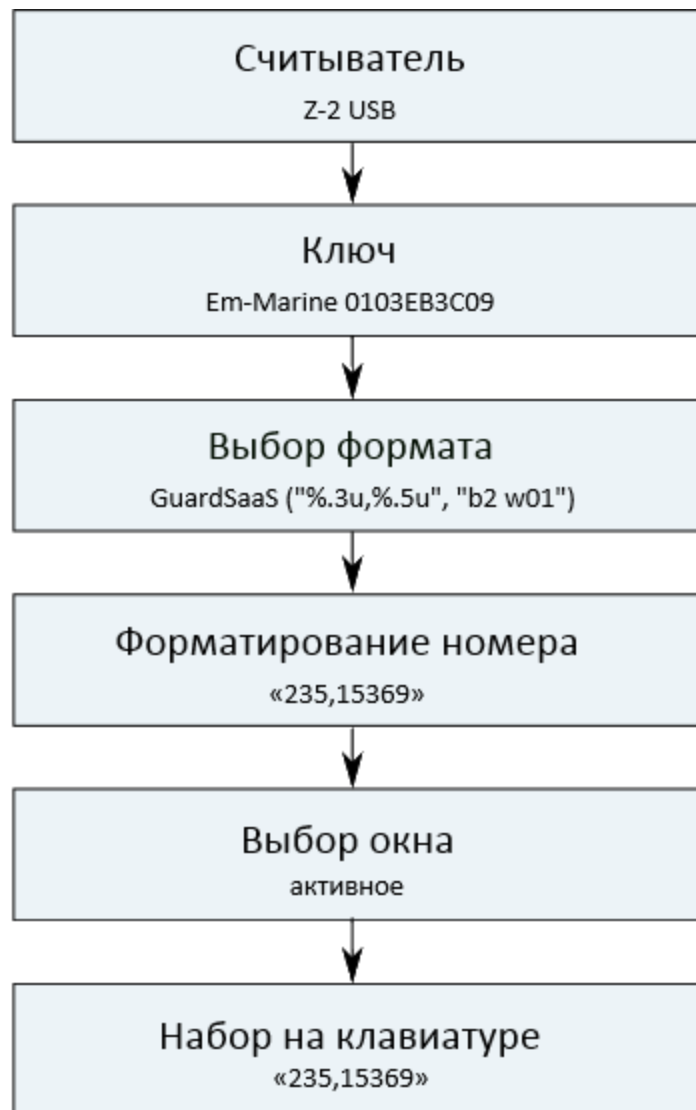 Считыватель
Z-2 USB
Ключ
Em-Marine 0103EB3C09
Выбор формата
GuardSaaS ("%.3u,%.5u", "b2 w01")
Форматирование номера
«235,15369»
Выбор окна
активное
Набор на клавиатуре
«235,15369»